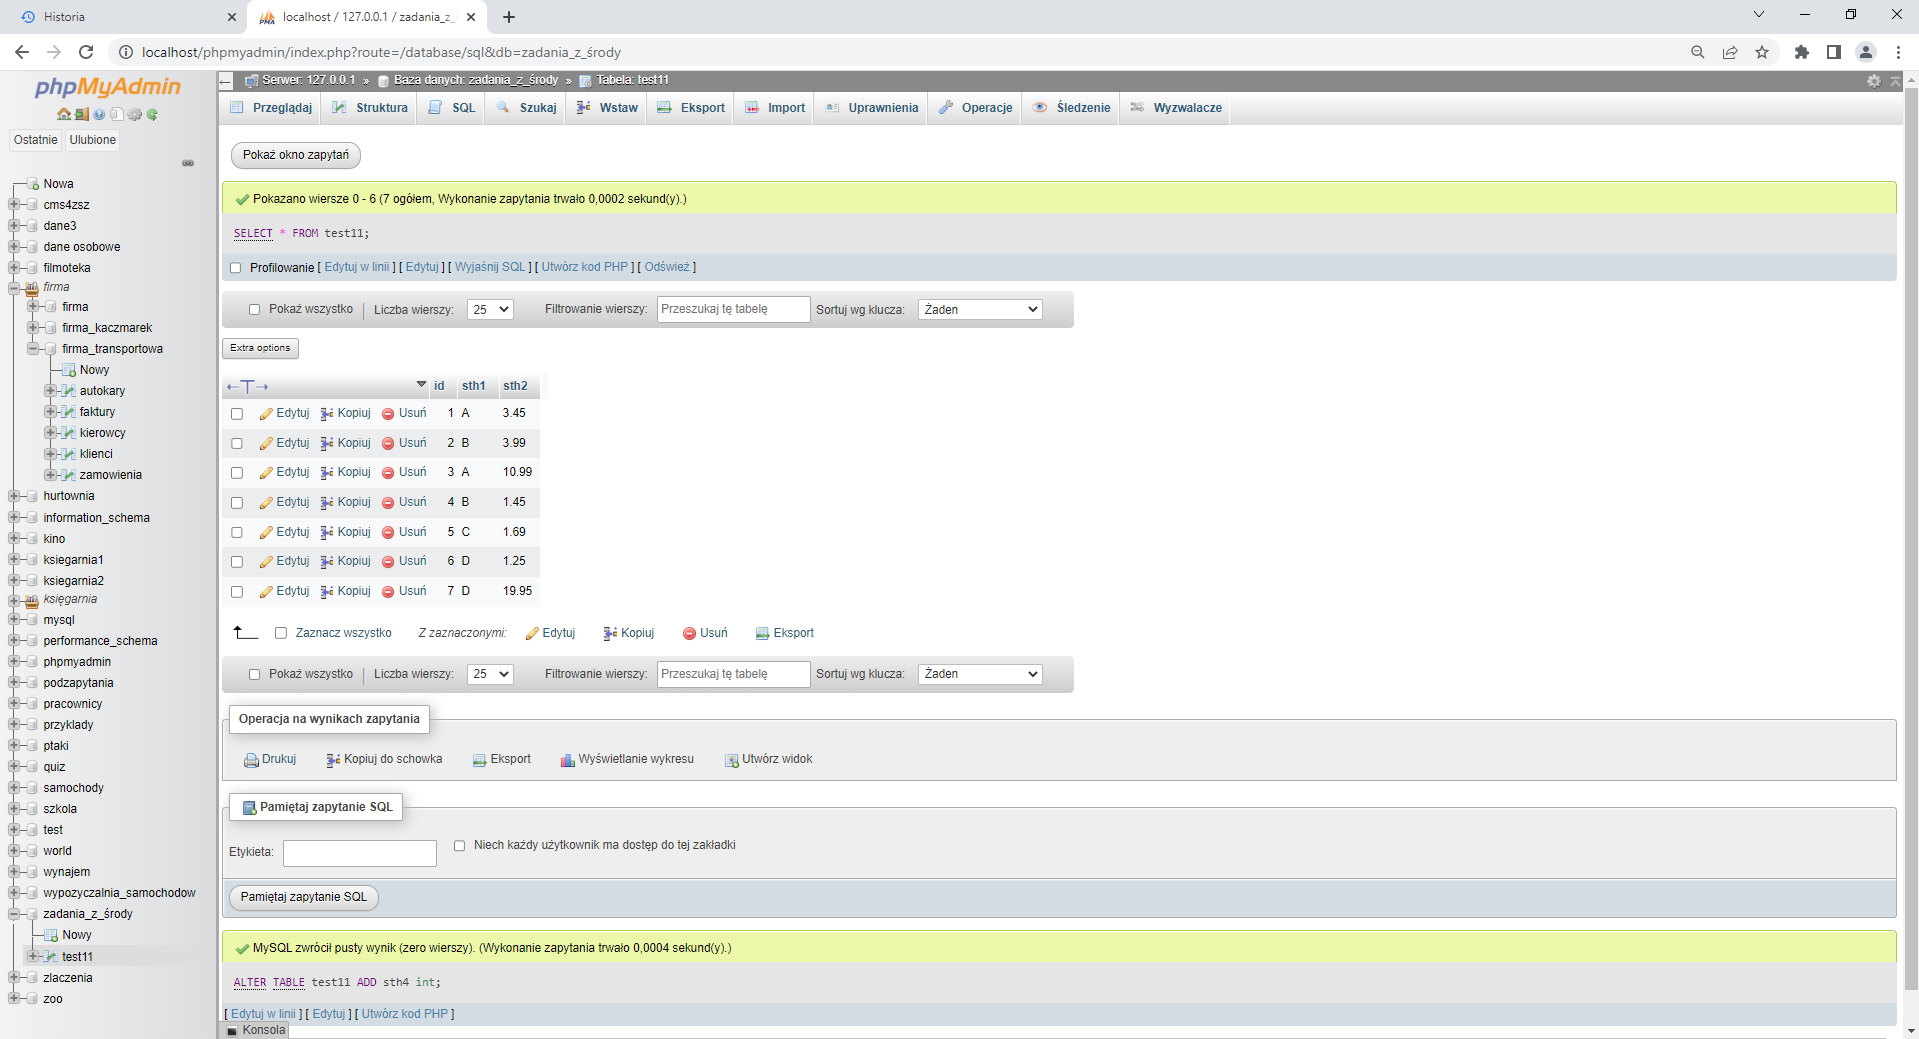 Historia
localhost / 127.0.0.1 / zadania_z_
localhost/phpmyadmin/index.php?route=/database/sql&db=zadania_z_środy
phpMyAdmin
Ostatnie
Ulubione
Nowa
cms4zsz
dane3
dane osobowe
filmoteka
firma
firma
firma_kaczmarek
firma_transportowa
Nowy
autokary
faktury
kierowcy
klienci
zamowienia
hurtownia
information_schema
kino
ksiegarnia1
ksiegarnia2
księgarnia
mysql
performance_schema
phpmyadmin
podzapytania
pracownicy
przyklady
ptaki
quiz
samochody
szkola
test
world
wynajem
wypozyczalnia_samochodow
zadania_z_środy
Nowy
test11
zlaczenia
zoo
Serwer: 127.0.0.1 » Baza danych: zadania_z_środy » Tabela: test11
Przeglądaj Struktura SQL Szukaj Wstaw Eksport Import Uprawnienia Operacje Śledzenie Wyzwalacze
Pokaż okno zapytań
Pokazano wiersze 0 - 6 (7 ogółem, Wykonanie zapytania trwało 0,0002 sekund(y).)
SELECT * FROM test11;
Profilowanie [ Edytuj w linii ] [ Edytuj ] [ Wyjaśnij SQL ] [ Utwórz kod PHP ] [ Odśwież ]
Pokaż wszystko Liczba wierszy: 25 Filtrowanie wierszy: Przeszukaj tę tabelę Sortuj wg klucza: Żaden
Extra options
←T→ id sth1 sth2
Edytuj Kopiuj Usuń 1 A 3.45
Edytuj Kopiuj Usuń 2 B 3.99
Edytuj Kopiuj Usuń 3 A 10.99
Edytuj Kopiuj Usuń 4 B 1.45
Edytuj Kopiuj Usuń 5 C 1.69
Edytuj Kopiuj Usuń 6 D 1.25
Edytuj Kopiuj Usuń 7 D 19.95
Zaznacz wszystko Z zaznaczonymi: Edytuj Kopiuj Usuń Eksport
Pokaż wszystko Liczba wierszy: 25 Filtrowanie wierszy: Przeszukaj tę tabelę Sortuj wg klucza: Żaden
Operacja na wynikach zapytania
Drukuj Kopiuj do schowka Eksport Wyświetlanie wykresu Utwórz widok
Pamiętaj zapytanie SQL
Etykieta: Niech każdy użytkownik ma dostęp do tej zakładki
Pamiętaj zapytanie SQL
MySQL zwrócił pusty wynik (zero wierszy). (Wykonanie zapytania trwało 0,0004 sekund(y).)
ALTER TABLE test11 ADD sth4 int;
[ Edytuj w linii ] [ Edytuj ] [ Utwórz kod PHP ]
Konsola